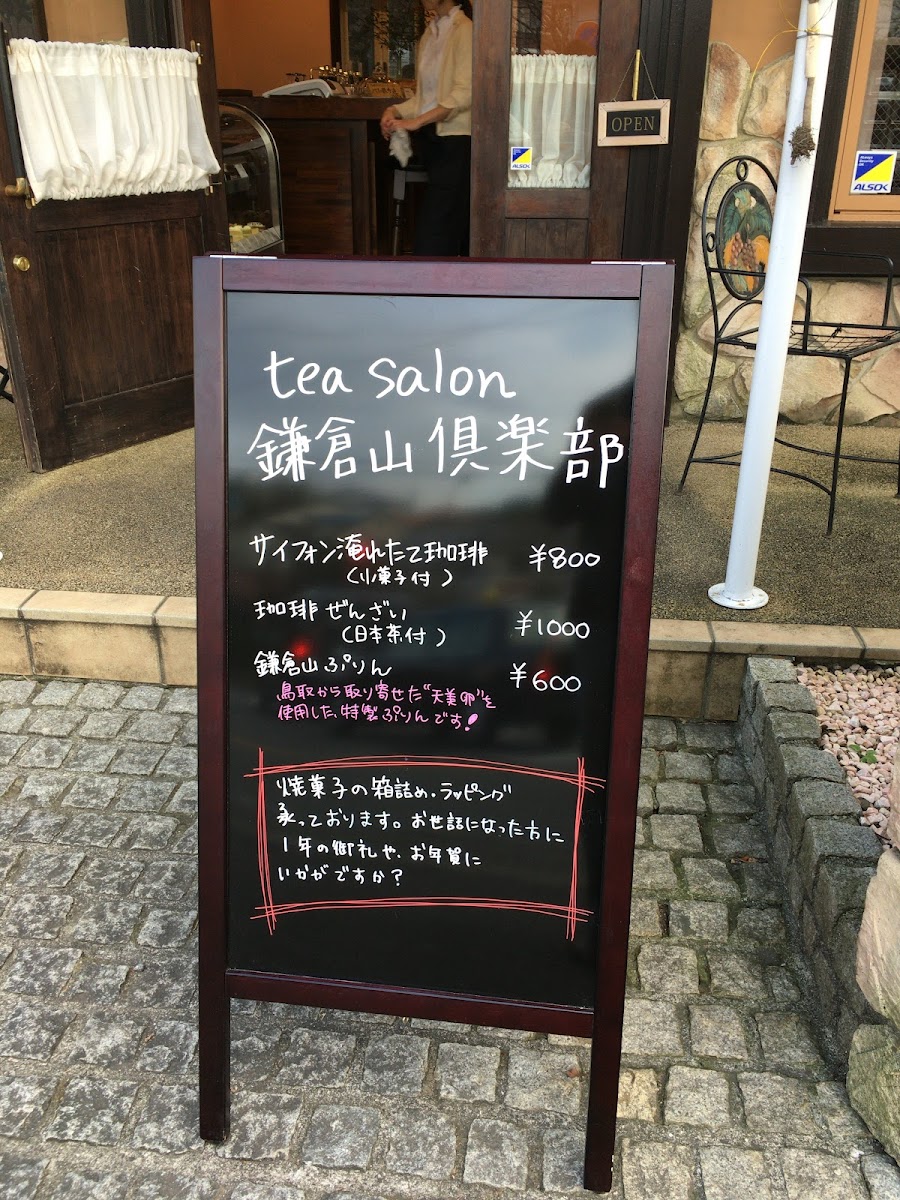 OPEN
ALSOK
ALSOK
tea salon
鎌倉山倶楽部
サイフォン淹れたて珈琲 ¥800
(小菓子付)
珈琲ぜんざい ¥1000
(日本茶付)
鎌倉山ぷりん ¥600
鳥取から取り寄せた"天美卵"を
使用した、特製ぷりんです!
焼菓子の箱詰め・ラッピング
承っております。お世話になった方に
1年の御礼や、お年賀に
いかがですか?